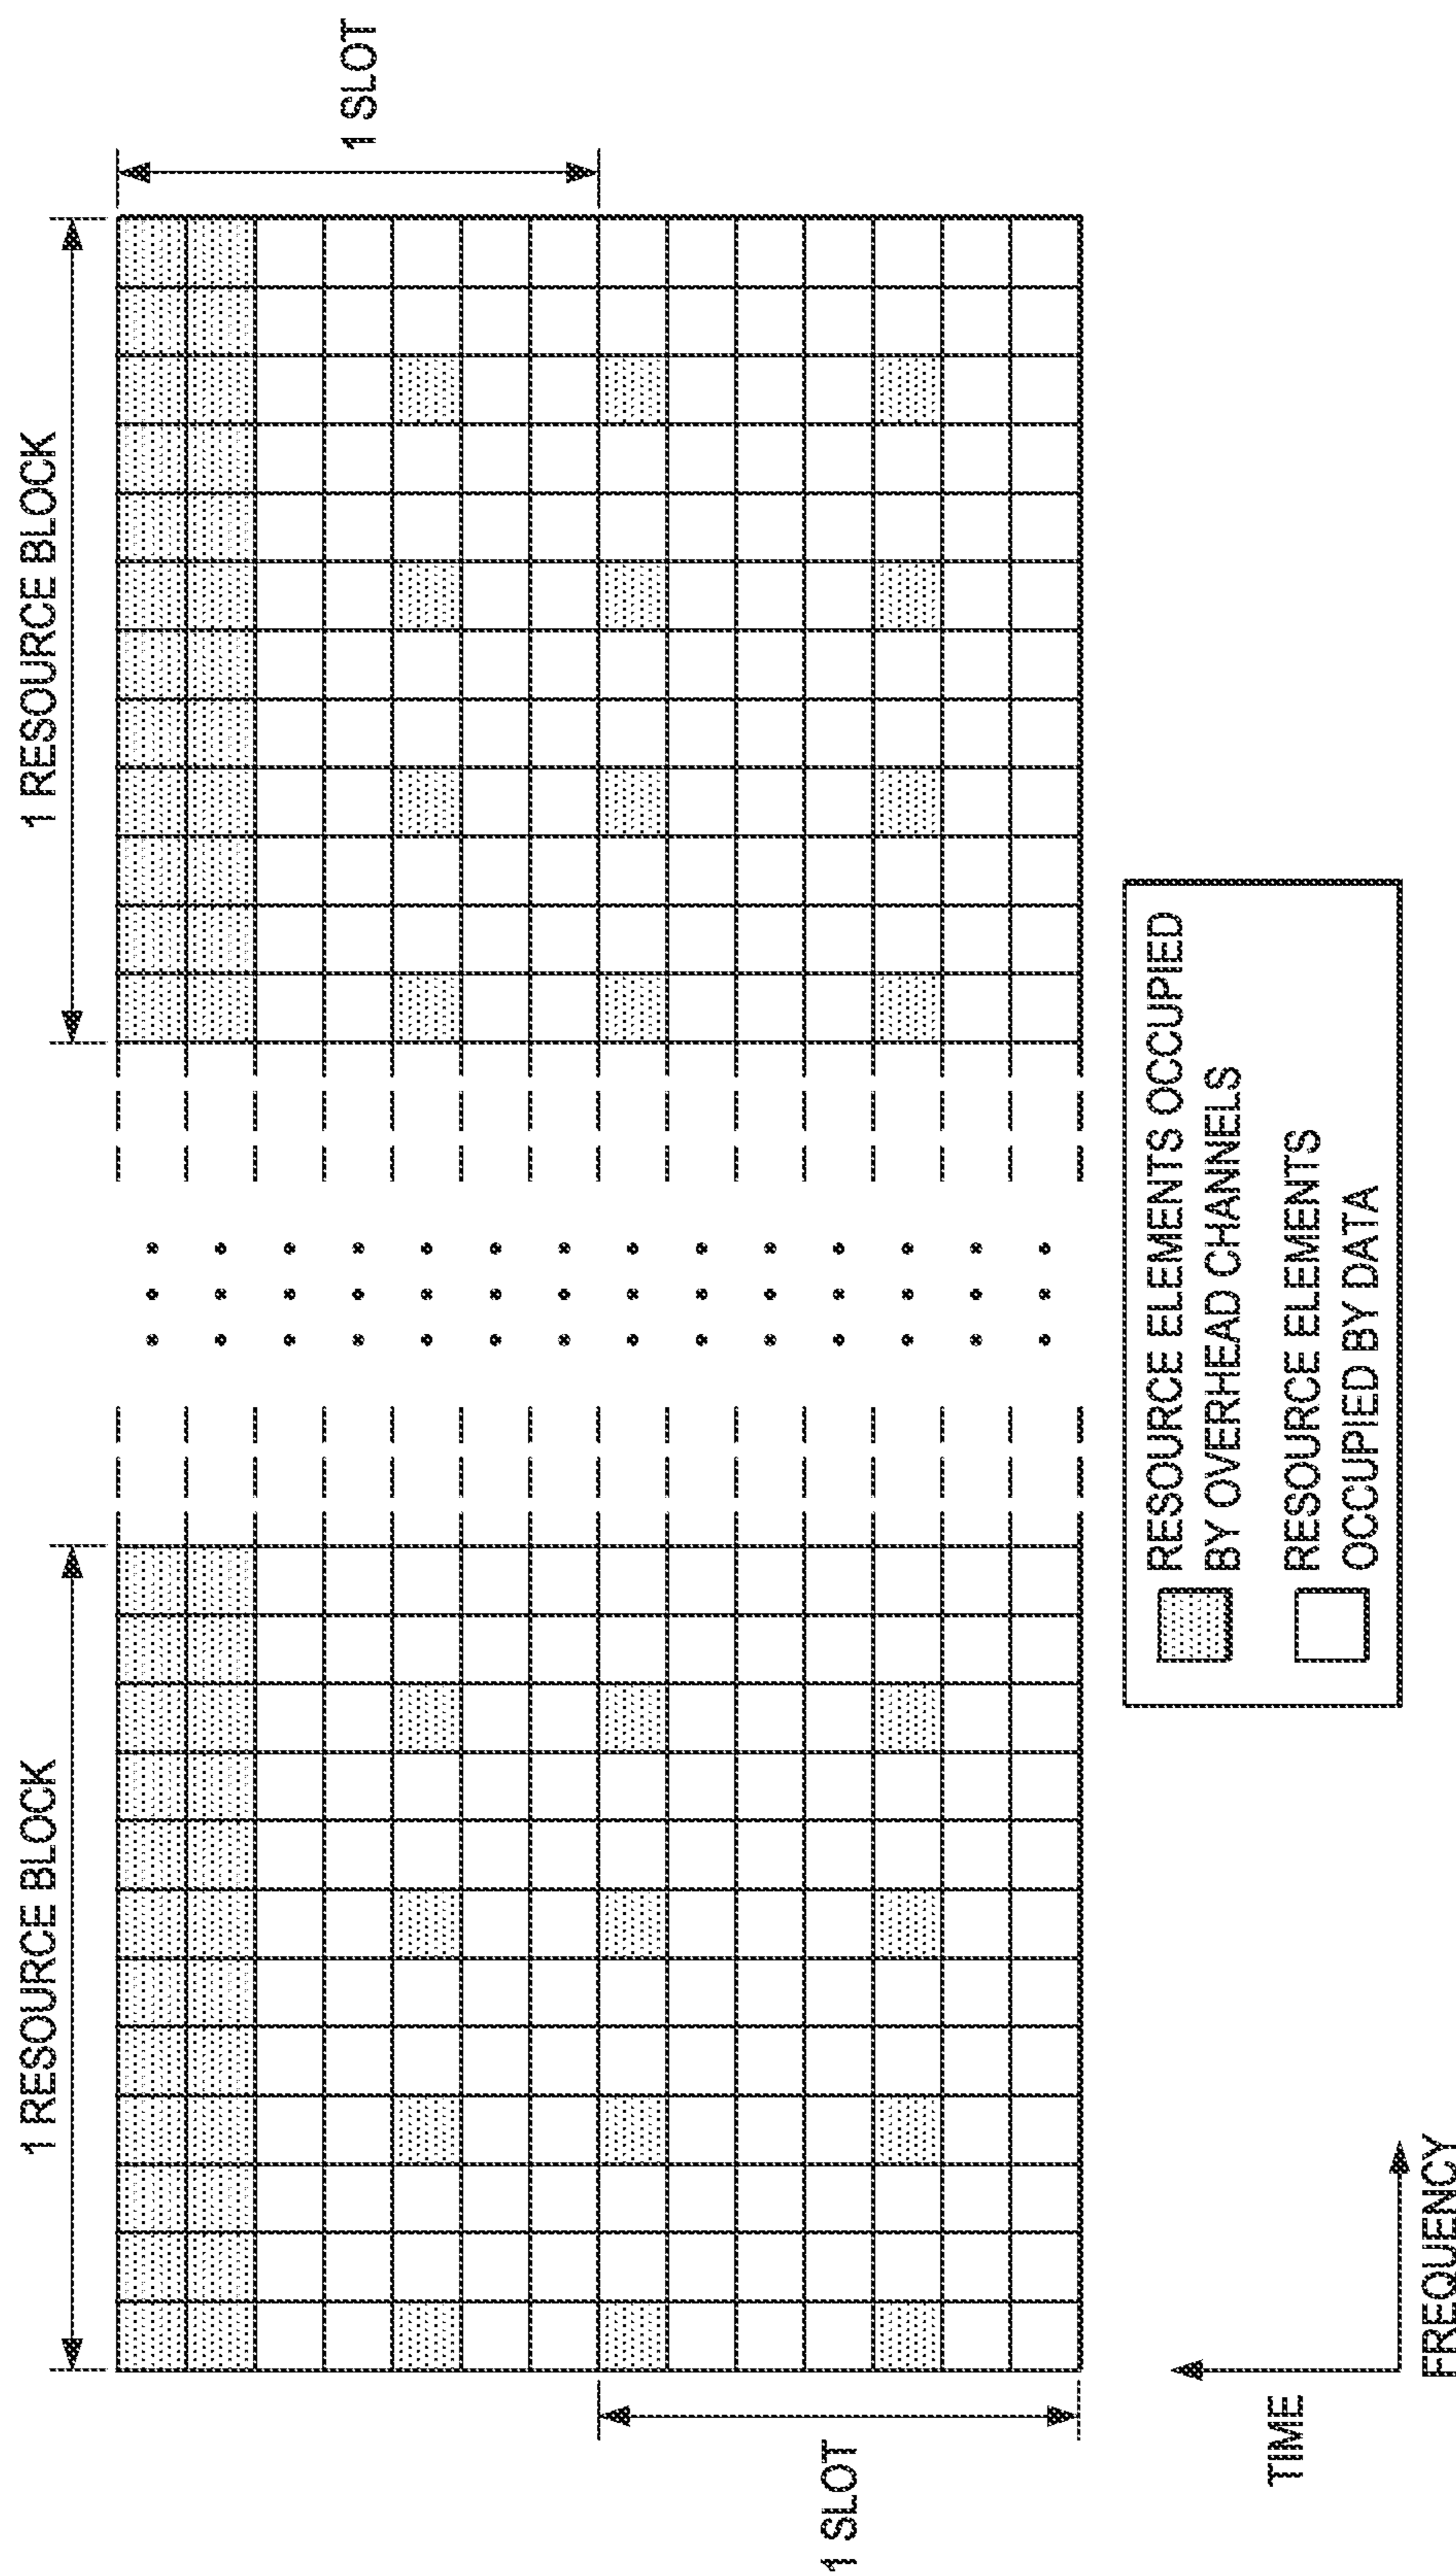 1 RESOURCE BLOCK
1 RESOURCE BLOCK
1 SLOT
1 SLOT
RESOURCE ELEMENTS OCCUPIED
BY OVERHEAD CHANNELS
RESOURCE ELEMENTS
OCCUPIED BY DATA
TIME
FREQUENCY